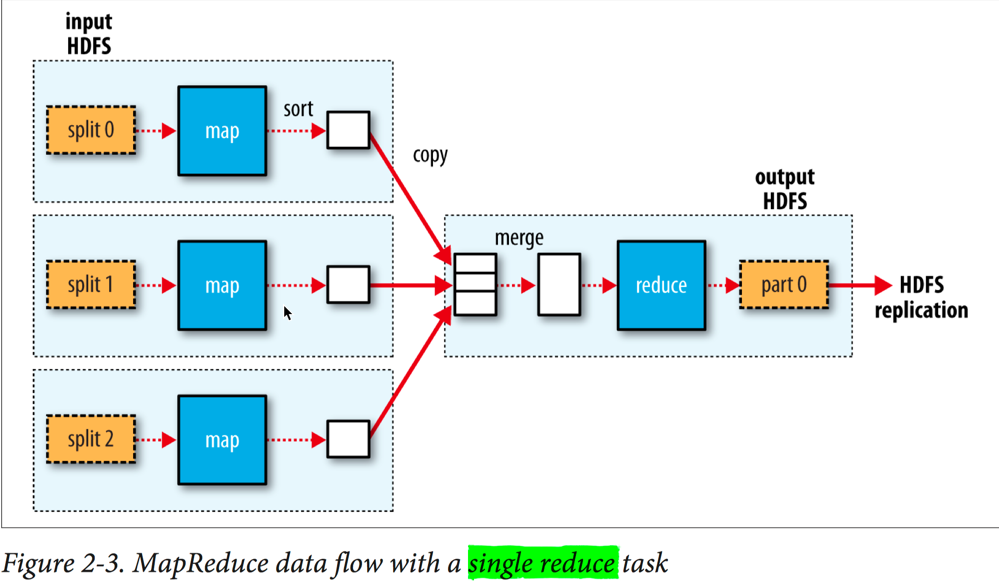 input
HDFS
split 0
map
sort
copy
split 1
map
split 2
map
merge
reduce
output
HDFS
part 0
HDFS
replication
Figure 2-3. MapReduce data flow with a single reduce task